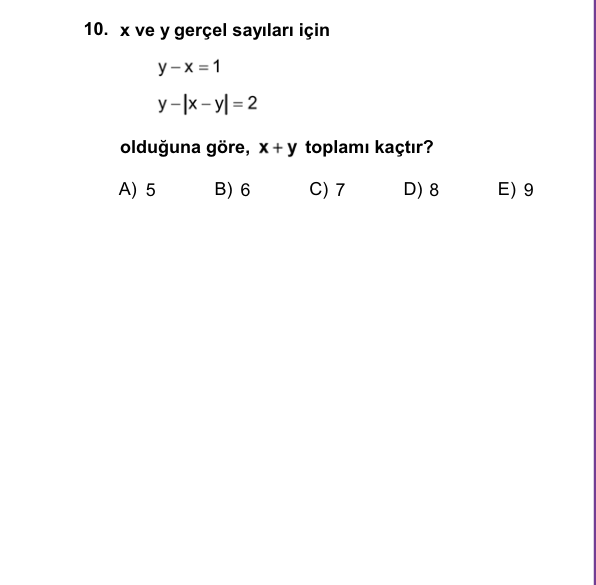 10. x ve y gerçel sayıları için
y – x = 1
y – |x – y| = 2
olduğuna göre, x + y toplamı kaçtır?
A) 5 B) 6 C) 7 D) 8 E) 9